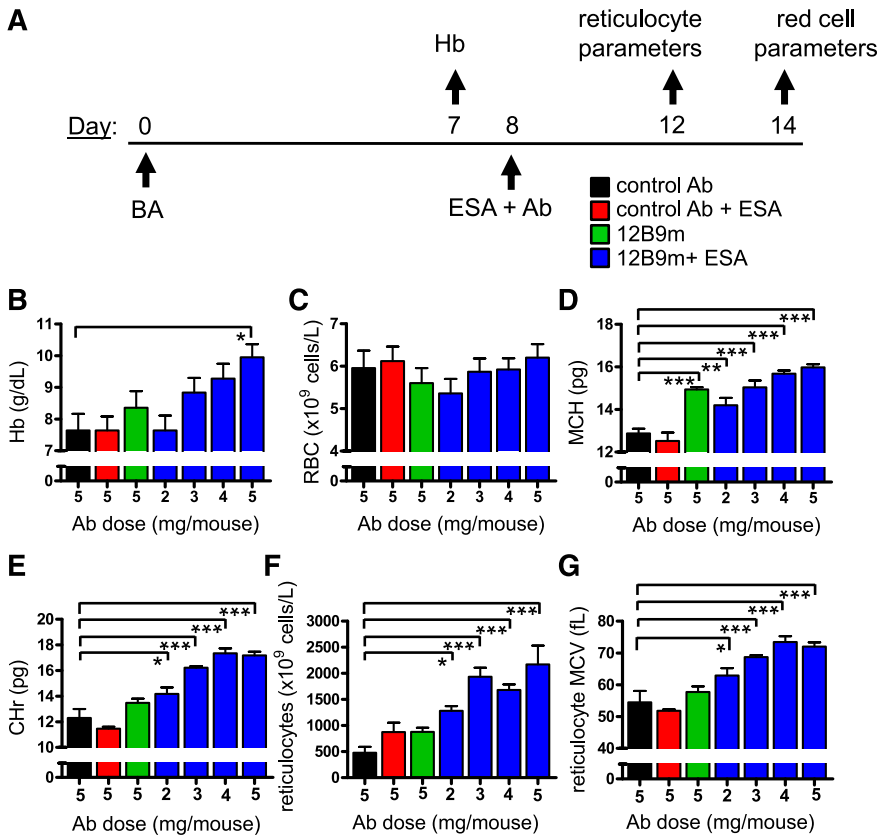 A
Hb
reticulocyte
parameters
red cell
parameters
Day: 0 7 8 12 14
BA
ESA + Ab
control Ab
control Ab + ESA
12B9m
12B9m+ ESA
B
Hb (g/dL)
11
10
9
8
7
0
*
5 5 5 2 3 4 5
Ab dose (mg/mouse)
C
RBC (x10⁹ cells/L)
7
6
5
4
0
5 5 5 2 3 4 5
Ab dose (mg/mouse)
D
MCH (pg)
18
16
14
12
0
***
***
***
***
**
***
5 5 5 2 3 4 5
Ab dose (mg/mouse)
E
CHr (pg)
20
18
16
14
12
10
0
***
***
***
*
5 5 5 2 3 4 5
Ab dose (mg/mouse)
F
reticulocytes (x10⁹ cells/L)
3000
2500
2000
1500
1000
500
0
***
***
***
*
5 5 5 2 3 4 5
Ab dose (mg/mouse)
G
reticulocyte MCV (fL)
80
70
60
50
40
0
***
***
***
*
5 5 5 2 3 4 5
Ab dose (mg/mouse)